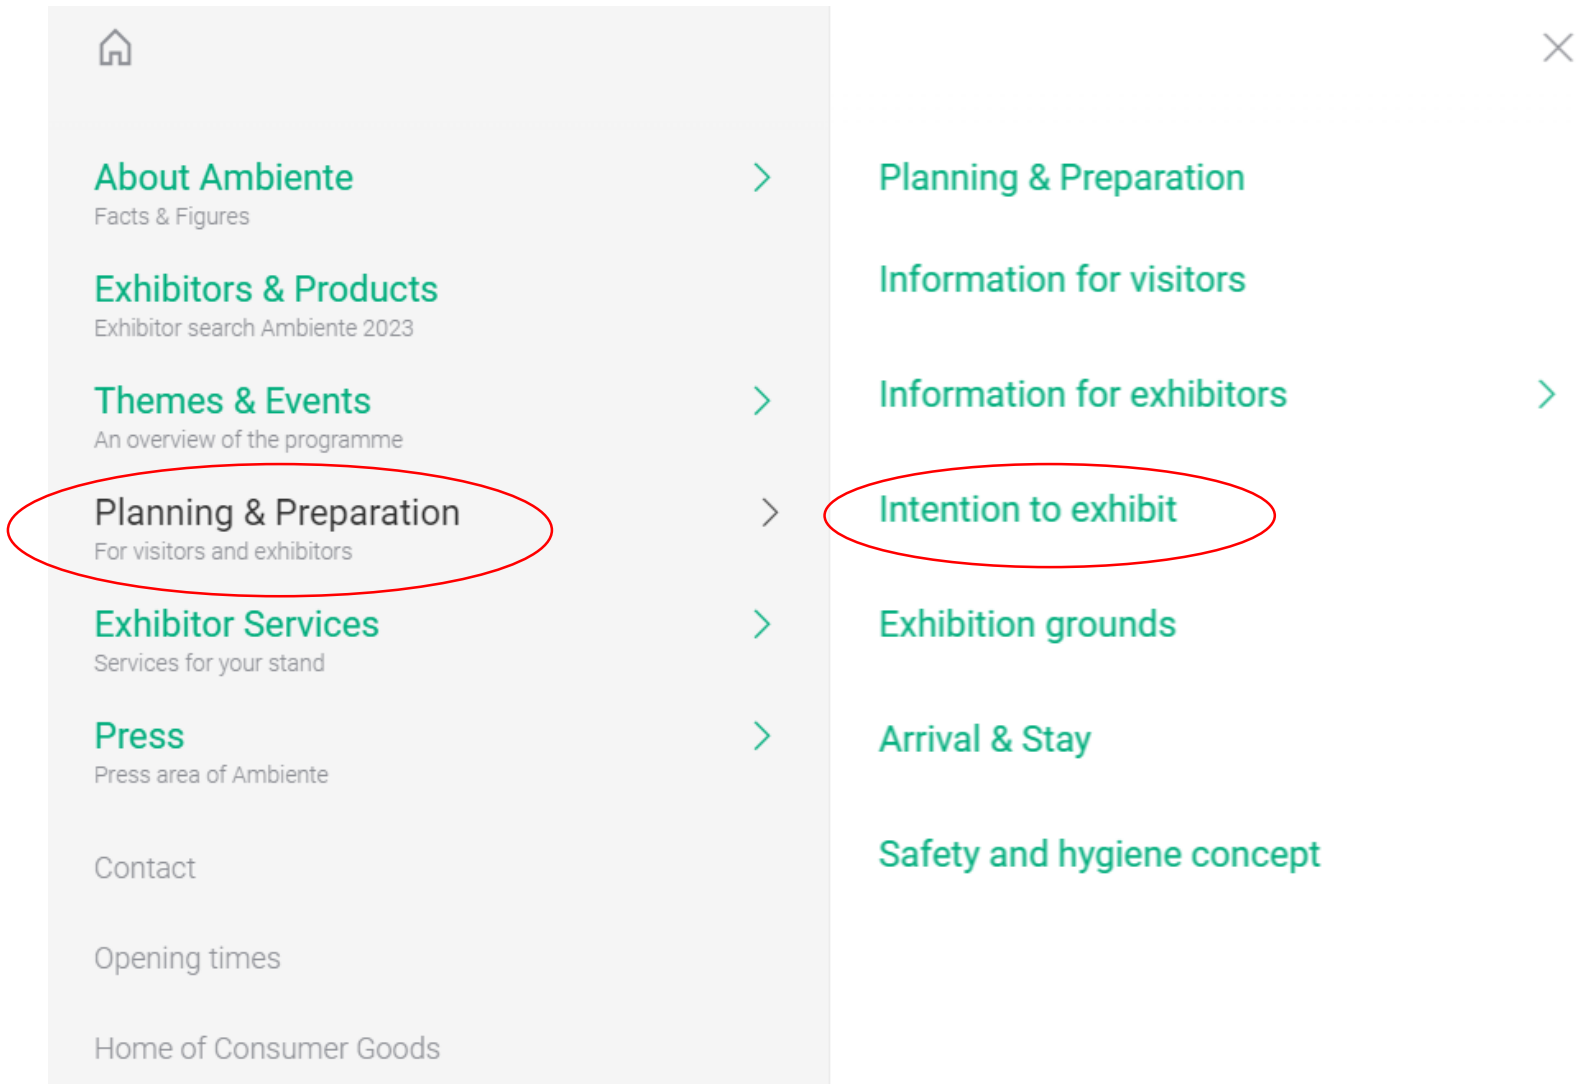 About Ambiente
Facts & Figures
Exhibitors & Products
Exhibitor search Ambiente 2023
Themes & Events
An overview of the programme
Planning & Preparation
For visitors and exhibitors
Exhibitor Services
Services for your stand
Press
Press area of Ambiente
Contact
Opening times
Home of Consumer Goods
Planning & Preparation
Information for visitors
Information for exhibitors
Intention to exhibit
Exhibition grounds
Arrival & Stay
Safety and hygiene concept